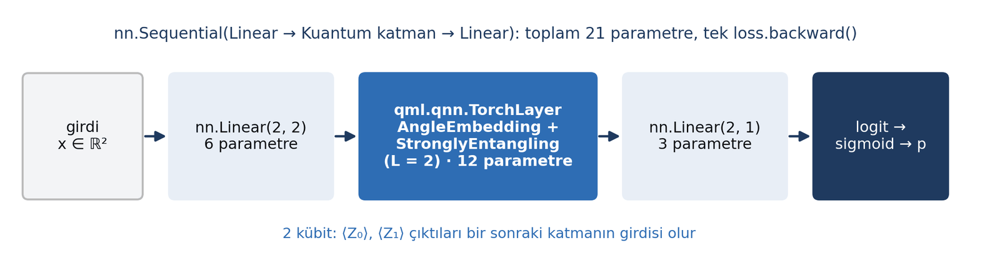 nn.Sequential(Linear → Kuantum katman → Linear): toplam 21 parametre, tek loss.backward()
girdi
x ∈ ℝ²
nn.Linear(2, 2)
6 parametre
qml.qnn.TorchLayer
AngleEmbedding +
StronglyEntangling
(L = 2) · 12 parametre
nn.Linear(2, 1)
3 parametre
logit →
sigmoid → p
2 kübit: ⟨Z₀⟩, ⟨Z₁⟩ çıktıları bir sonraki katmanın girdisi olur